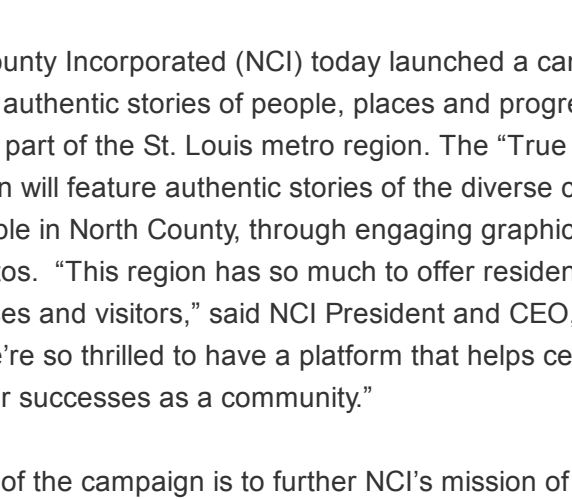 ounty Incorporated (NCI) today launched a ca
authentic stories of people, places and progre
part of the St. Louis metro region. The “True
n will feature authentic stories of the diverse
ple in North County, through engaging graphic
tos.  “This region has so much to offer residen
es and visitors,” said NCI President and CEO,
e’re so thrilled to have a platform that helps ce
r successes as a community.”
of the campaign is to further NCI’s mission of